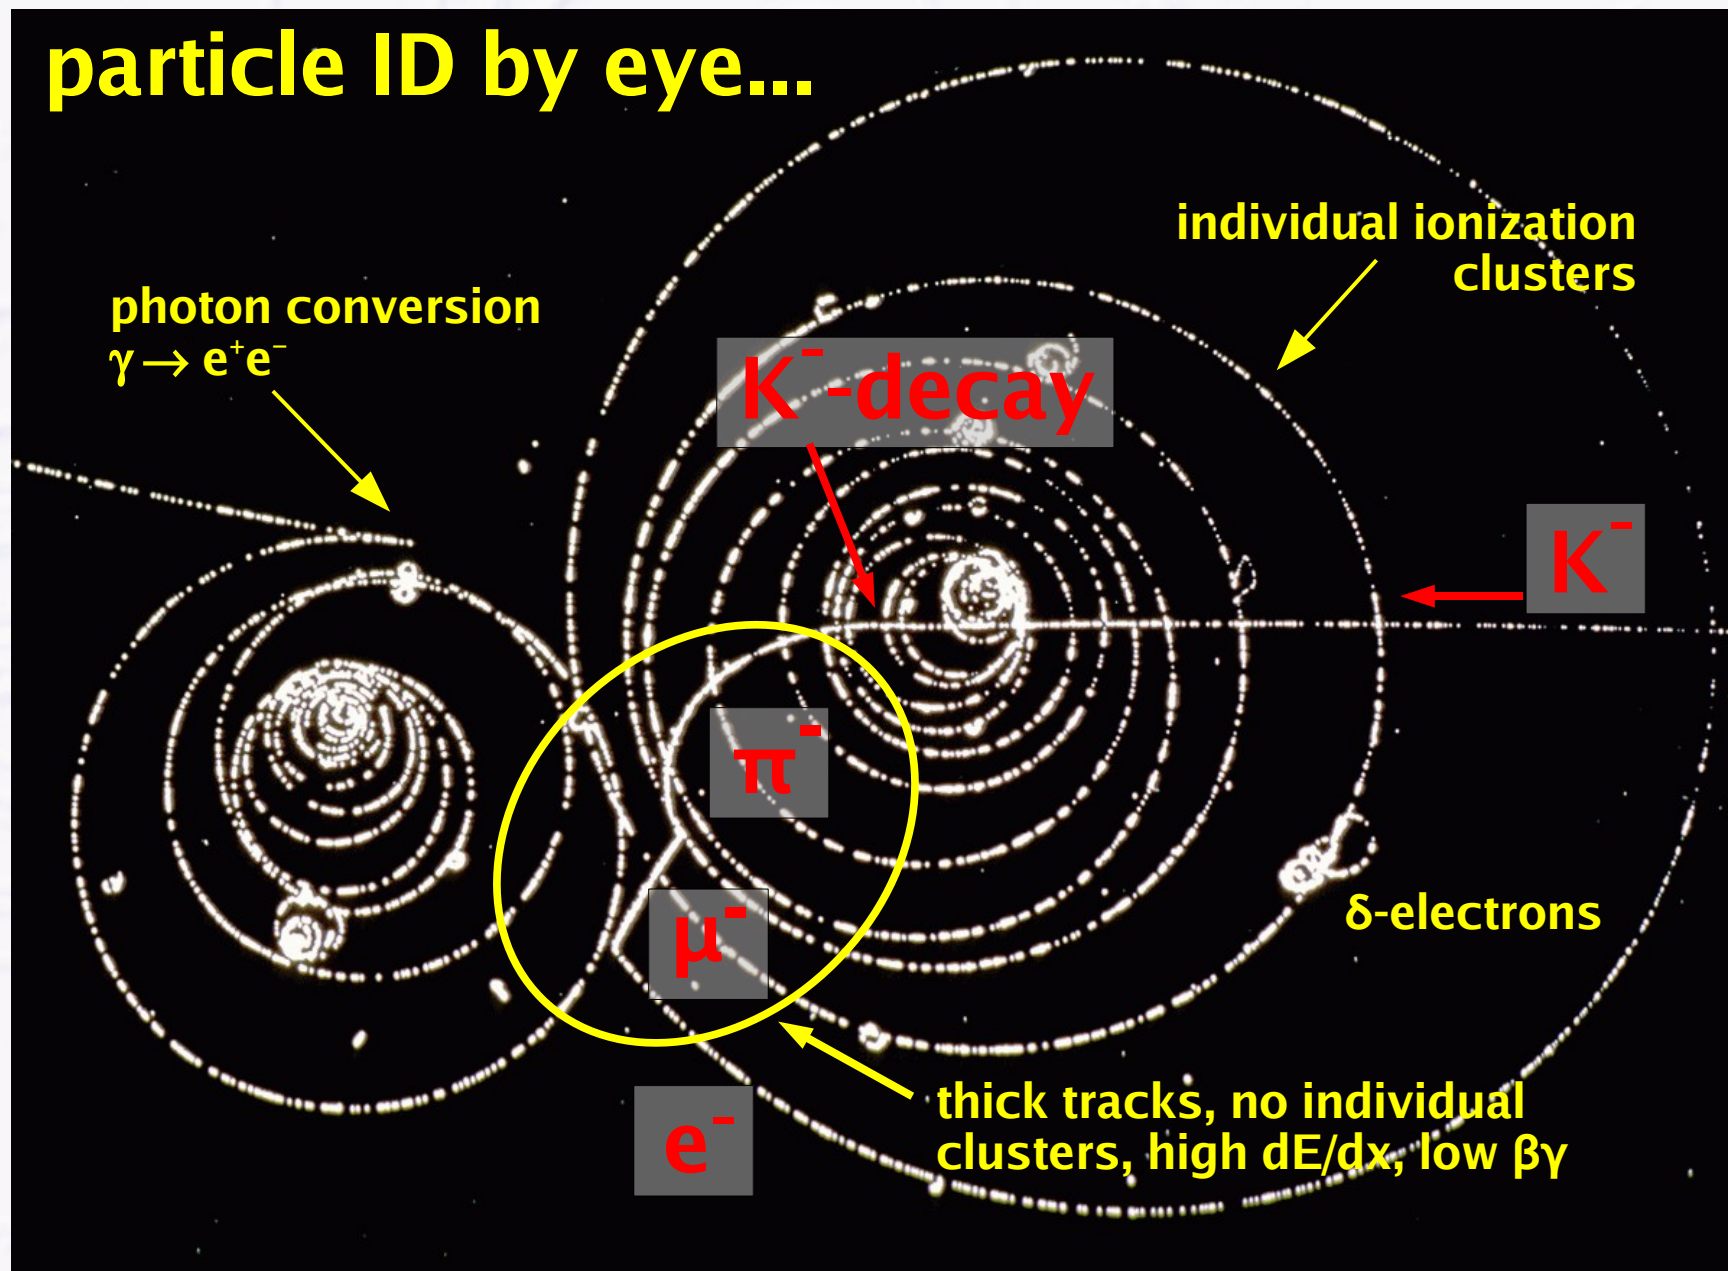 particle ID by eye...
individual ionization
clusters
photon conversion
γ → e⁺e⁻
K⁻-decay
K⁻
π⁻
μ⁻
δ-electrons
thick tracks, no individual
clusters, high dE/dx, low βγ
e⁻